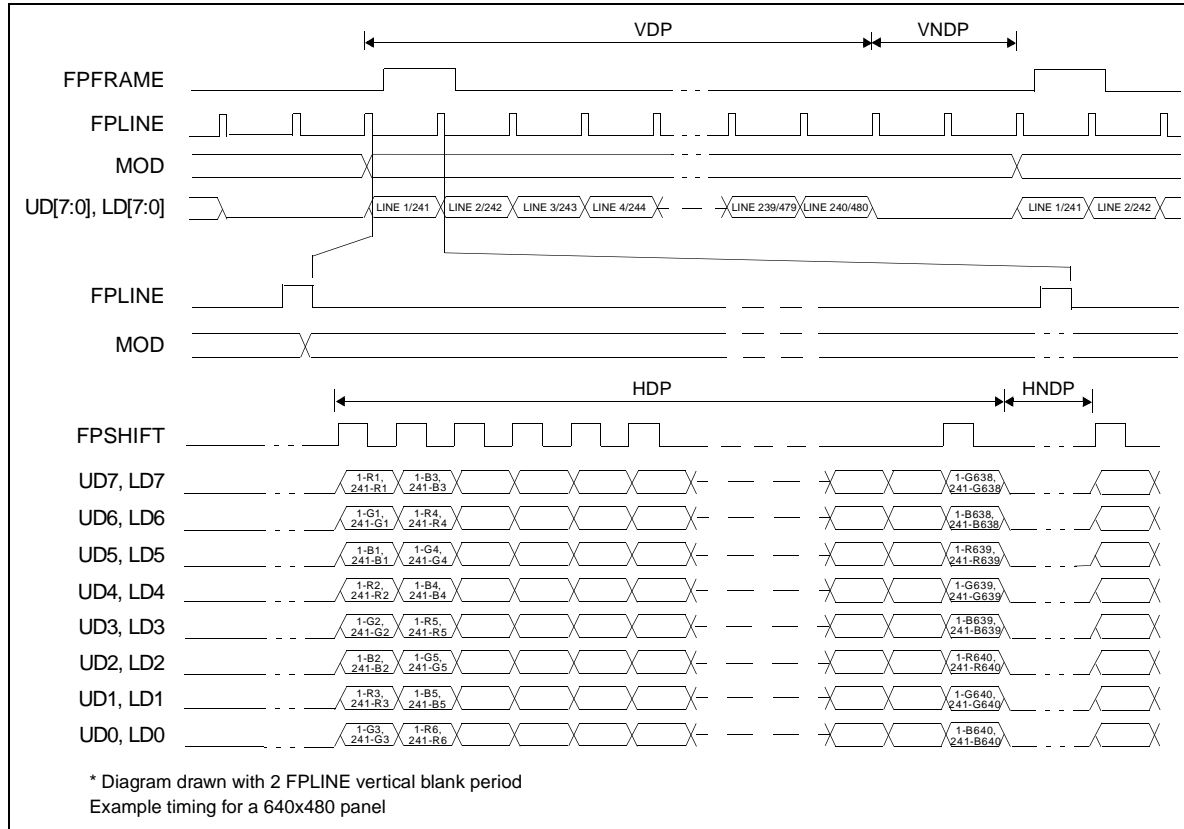 VDP VNDP
FPFRAME
FPLINE
MOD
UD[7:0], LD[7:0] LINE 1/241 LINE 2/242 LINE 3/243 LINE 4/244 LINE 239/479 LINE 240/480 LINE 1/241 LINE 2/242
FPLINE
MOD
HDP HNDP
FPSHIFT
UD7, LD7 1-R1, 241-R1 1-B3, 241-B3 1-G638, 241-G638
UD6, LD6 1-G1, 241-G1 1-R4, 241-R4 1-B638, 241-B638
UD5, LD5 1-B1, 241-B1 1-G4, 241-G4 1-R639, 241-R639
UD4, LD4 1-R2, 241-R2 1-B4, 241-B4 1-G639, 241-G639
UD3, LD3 1-G2, 241-G2 1-R5, 241-R5 1-B639, 241-B639
UD2, LD2 1-B2, 241-B2 1-G5, 241-G5 1-R640, 241-R640
UD1, LD1 1-R3, 241-R3 1-B5, 241-B5 1-G640, 241-G640
UD0, LD0 1-G3, 241-G3 1-R6, 241-R6 1-B640, 241-B640
* Diagram drawn with 2 FPLINE vertical blank period
Example timing for a 640x480 panel